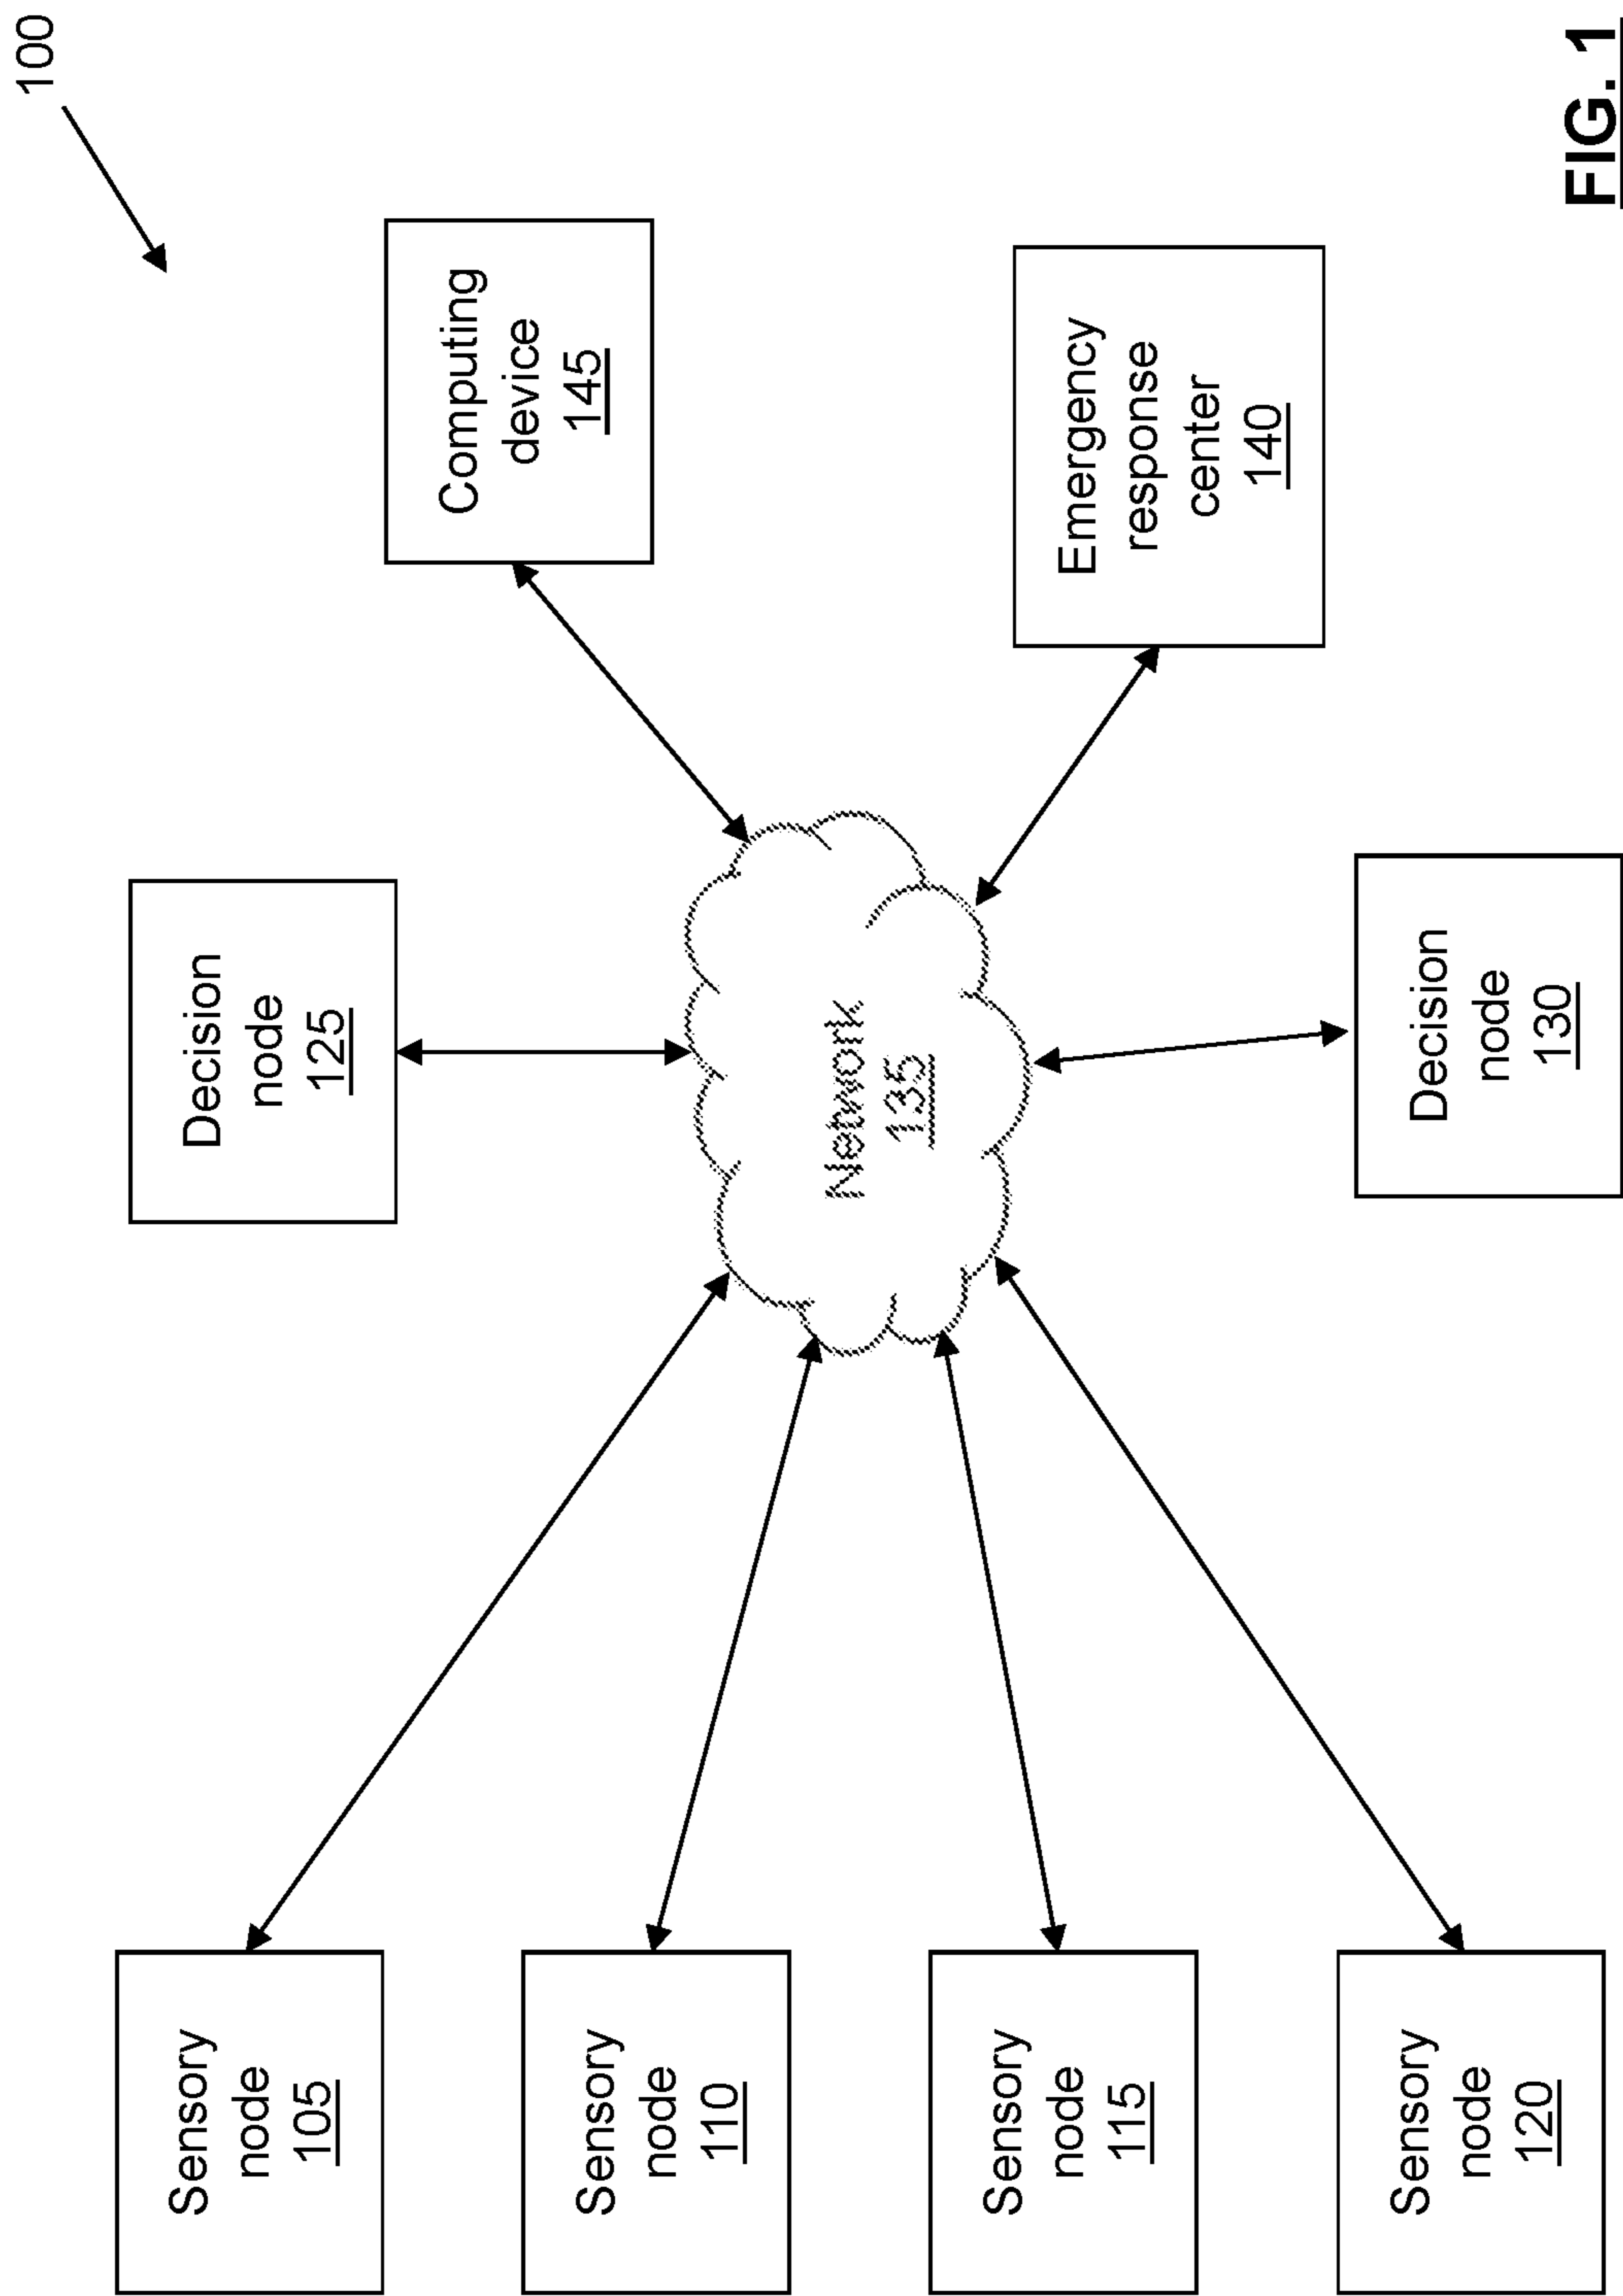 100
Sensory
node
105
Decision
node
125
Computing
device
145
Sensory
node
110
Network
135
Sensory
node
115
Emergency
response
center
140
Sensory
node
120
Decision
node
130
FIG. 1